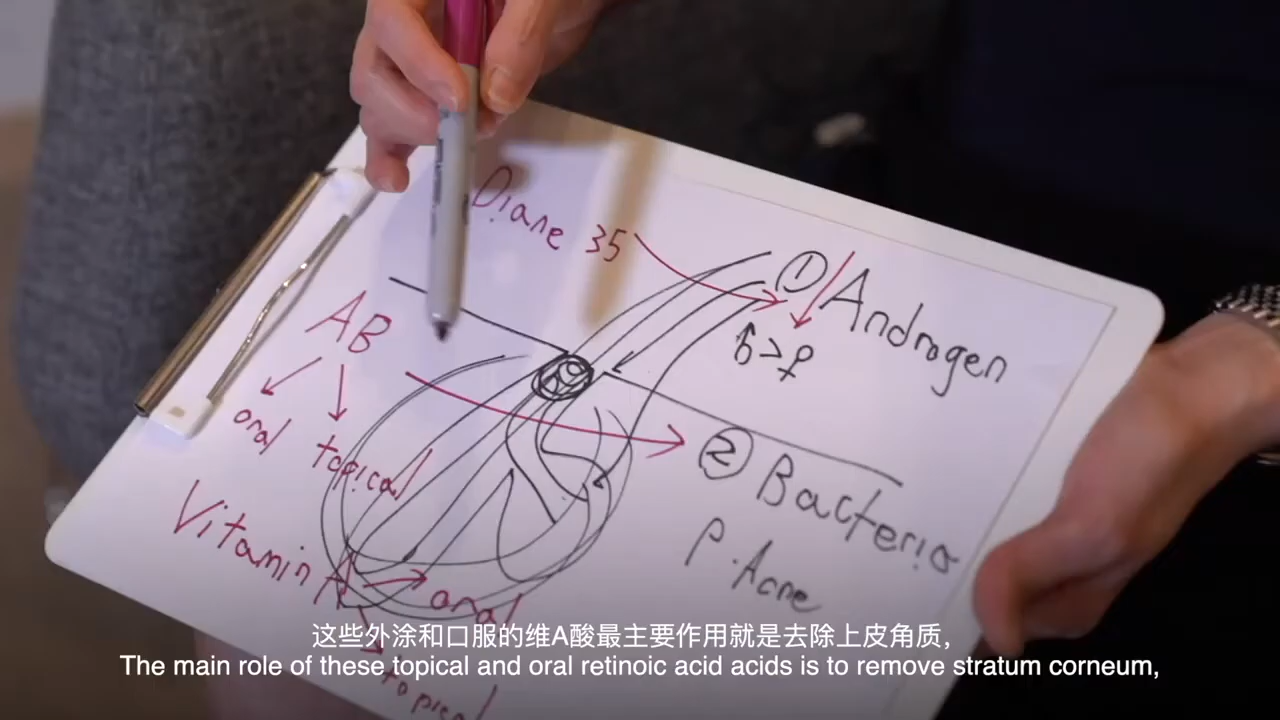 Diane 35
① Androgen
♂>♀
AB
oral
topical
② Bacteria
P.Acne
Vitamin A
oral
topical
这些外涂和口服的维A酸最主要作用就是去除上皮角质，
The main role of these topical and oral retinoic acid acids is to remove stratum corneum,